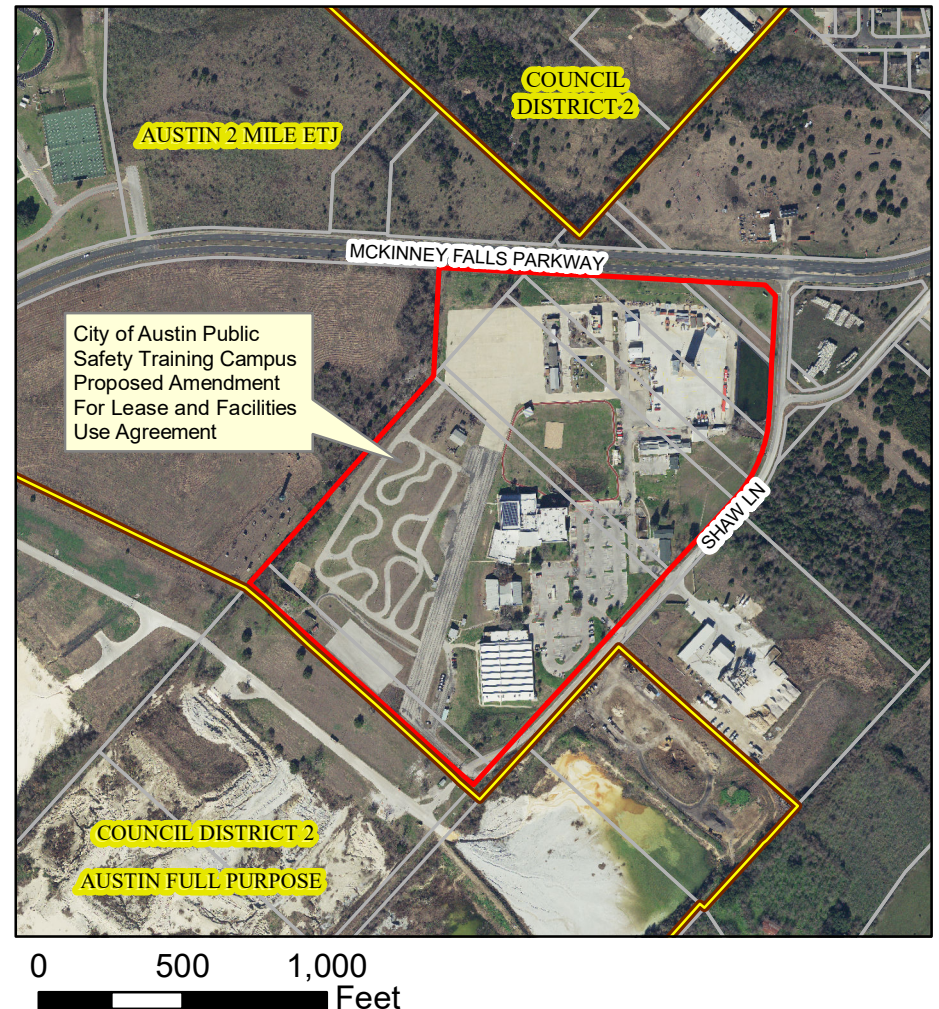 COUNCIL
DISTRICT 2
AUSTIN 2 MILE ETJ
MCKINNEY FALLS PARKWAY
City of Austin Public
Safety Training Campus
Proposed Amendment
For Lease and Facilities
Use Agreement
SHAW LN
COUNCIL DISTRICT 2
AUSTIN FULL PURPOSE
0 500 1,000
Feet